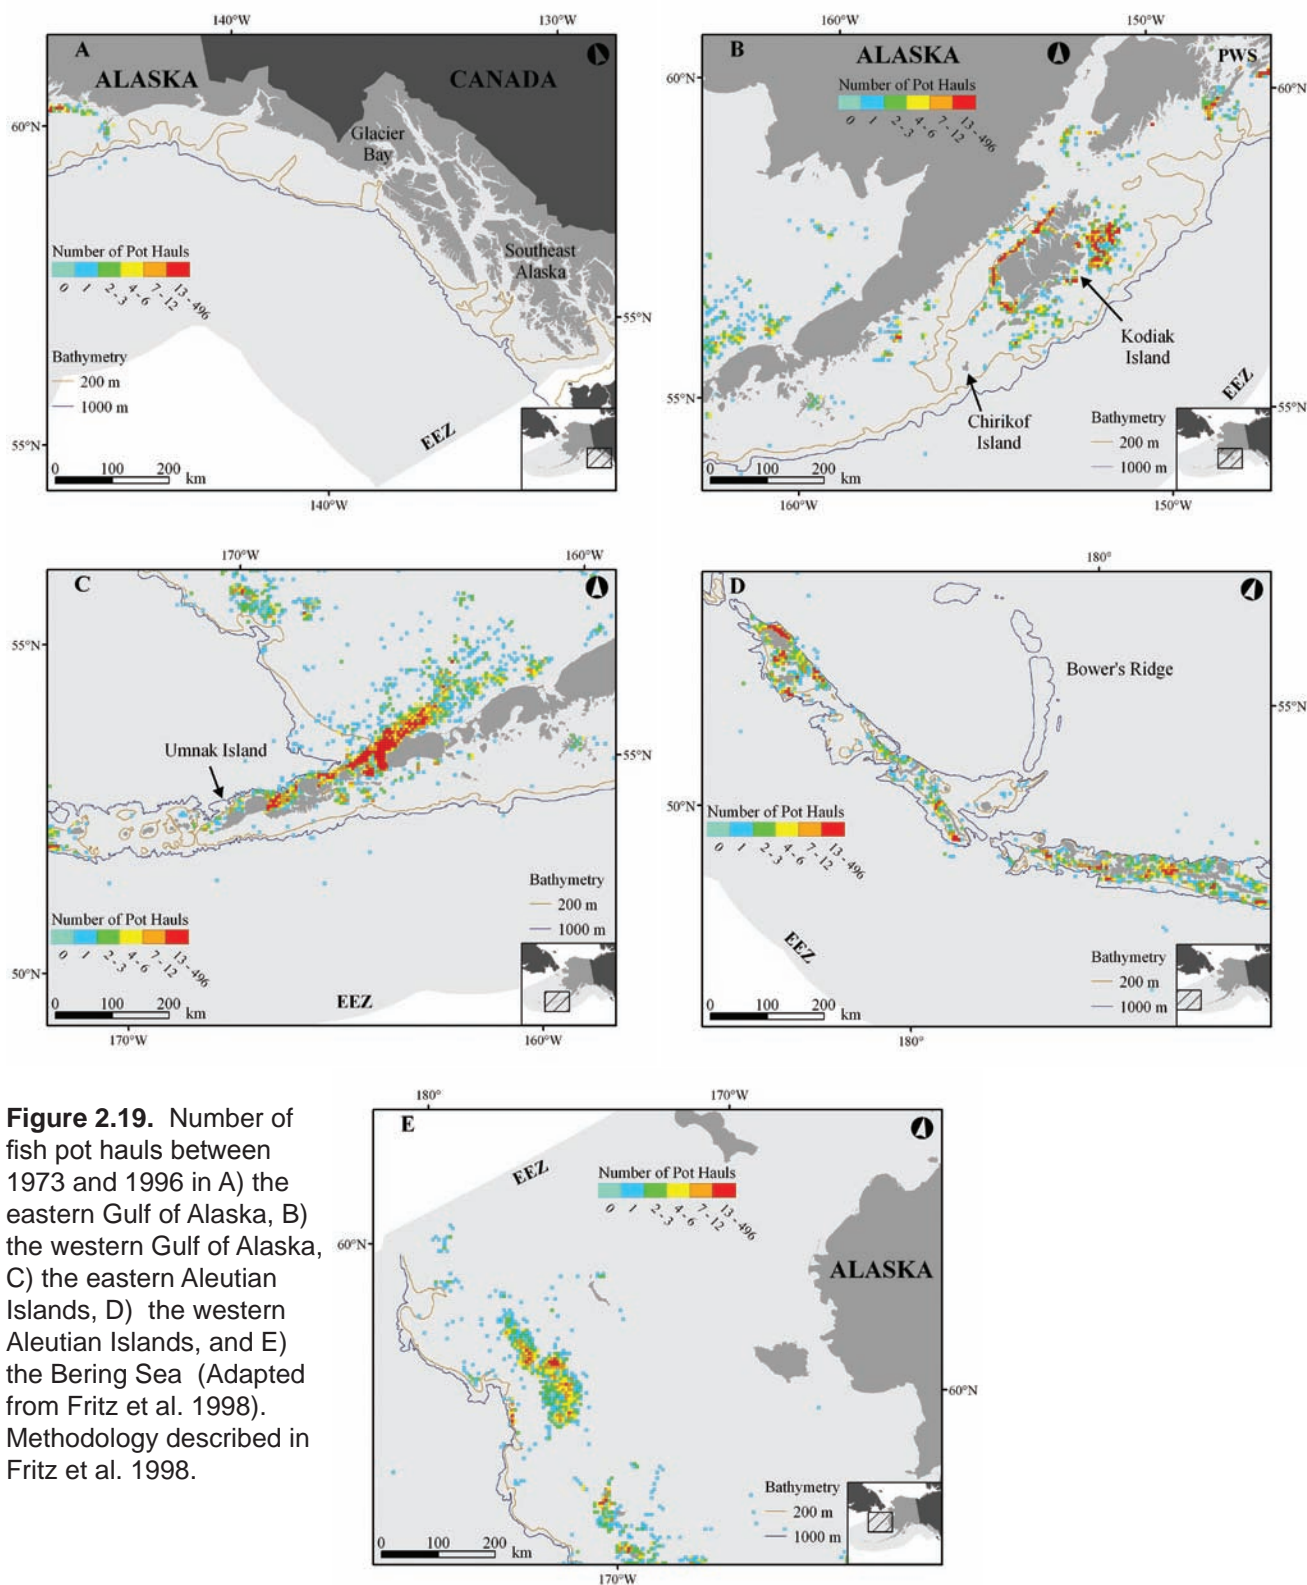 140°W
130°W
A
ALASKA
CANADA
60°N
Glacier
Bay
Number of Pot Hauls
0
1
2 - 3
4 - 6
7 - 12
13 - 496
Southeast
Alaska
55°N
Bathymetry
200 m
1000 m
EEZ
55°N
0 100 200
km
140°W
160°W
150°W
B
ALASKA
PWS
Number of Pot Hauls
0
1
2 - 3
4 - 6
7 - 12
13 - 496
60°N
60°N
Kodiak
Island
Chirikof
Island
EEZ
55°N
55°N
Bathymetry
200 m
1000 m
0 100 200
km
160°W
150°W
170°W
160°W
C
55°N
Umnak Island
55°N
Bathymetry
200 m
1000 m
Number of Pot Hauls
0
1
2 - 3
4 - 6
7 - 12
13 - 496
50°N
EEZ
0 100 200
km
170°W
160°W
180°
D
Bower's Ridge
55°N
50°N
Number of Pot Hauls
0
1
2 - 3
4 - 6
7 - 12
13 - 496
EEZ
Bathymetry
200 m
1000 m
0 100 200
km
180°
Figure 2.19. Number of
fish pot hauls between
1973 and 1996 in A) the
eastern Gulf of Alaska, B)
the western Gulf of Alaska,
C) the eastern Aleutian
Islands, D) the western
Aleutian Islands, and E)
the Bering Sea (Adapted
from Fritz et al. 1998).
Methodology described in
Fritz et al. 1998.
180°
170°W
E
EEZ
Number of Pot Hauls
0
1
2 - 3
4 - 6
7 - 12
13 - 496
60°N
ALASKA
60°N
Bathymetry
200 m
1000 m
0 100 200
km
170°W